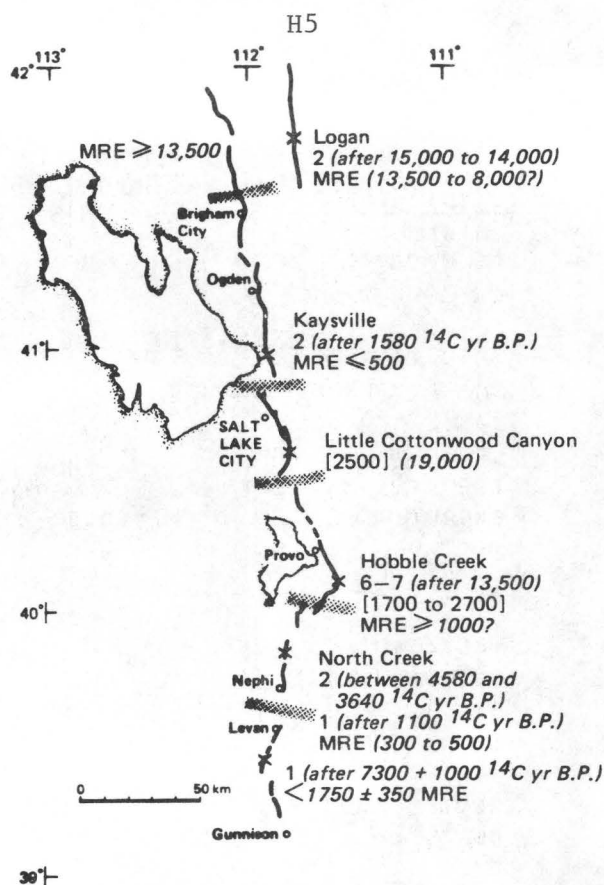 H5
113°
112°
111°
42°
MRE ⩾ 13,500
Logan
2 (after 15,000 to 14,000)
MRE (13,500 to 8,000?)
Brigham
City
Ogden
41°
Kaysville
2 (after 1580 ¹⁴C yr B.P.)
MRE ⩽ 500
SALT
LAKE
CITY
Little Cottonwood Canyon
[2500] (19,000)
Provo
Hobble Creek
6–7 (after 13,500)
[1700 to 2700]
MRE ⩾ 1000?
40°
North Creek
2 (between 4580 and
3640 ¹⁴C yr B.P.)
1 (after 1100 ¹⁴C yr B.P.)
MRE (300 to 500)
Nephi
Levan
1 (after 7300 + 1000 ¹⁴C yr B.P.)
< 1750 ± 350 MRE
0 50 km
Gunnison
39°